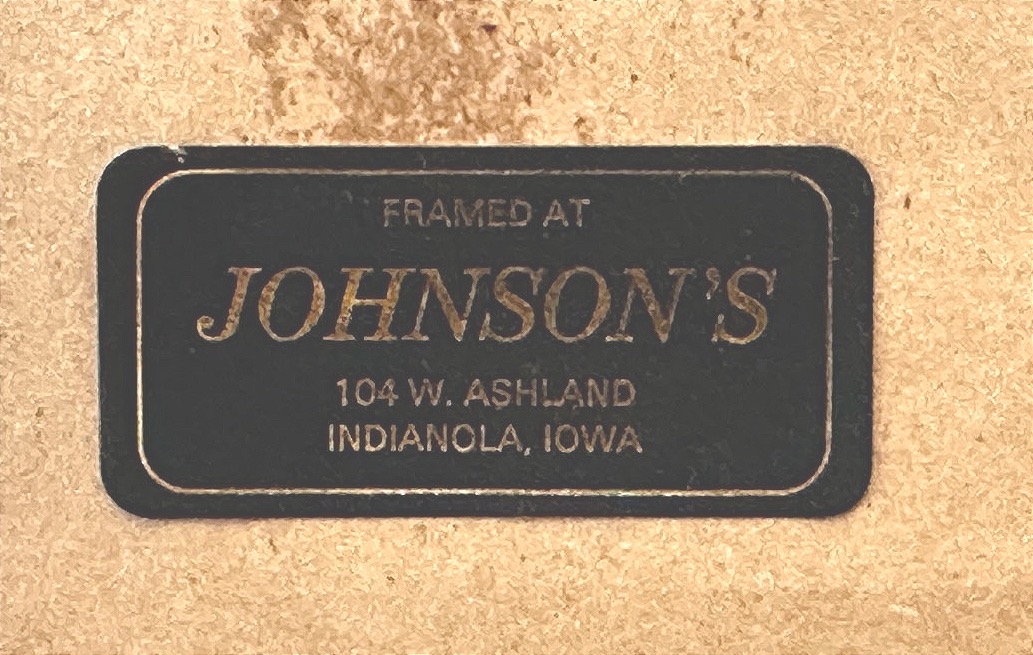 FRAMED AT
JOHNSON'S
104 W. ASHLAND
INDIANOLA, IOWA